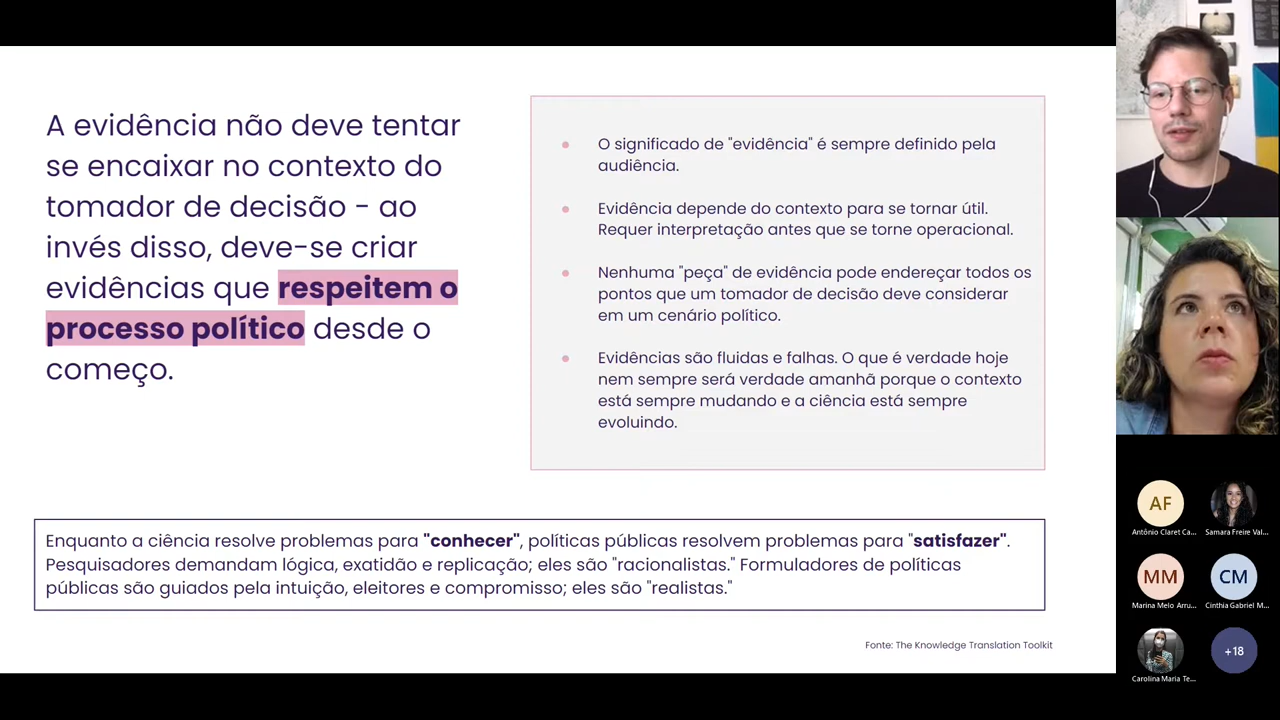 A evidência não deve tentar
se encaixar no contexto do
tomador de decisão - ao
invés disso, deve-se criar
evidências que respeitem o
processo político desde o
começo.
O significado de "evidência" é sempre definido pela
audiência.
Evidência depende do contexto para se tornar útil.
Requer interpretação antes que se torne operacional.
Nenhuma "peça" de evidência pode endereçar todos os
pontos que um tomador de decisão deve considerar
em um cenário político.
Evidências são fluidas e falhas. O que é verdade hoje
nem sempre será verdade amanhã porque o contexto
está sempre mudando e a ciência está sempre
evoluindo.
Enquanto a ciência resolve problemas para "conhecer", políticas públicas resolvem problemas para "satisfazer".
Pesquisadores demandam lógica, exatidão e replicação; eles são "racionalistas." Formuladores de políticas
públicas são guiados pela intuição, eleitores e compromisso; eles são "realistas."
Fonte: The Knowledge Translation Toolkit
AF
Antônio Claret Ca...
Samara Freire Val...
MM
Marina Melo Arru...
CM
Cinthia Gabriel M...
Carolina Maria Te...
+18